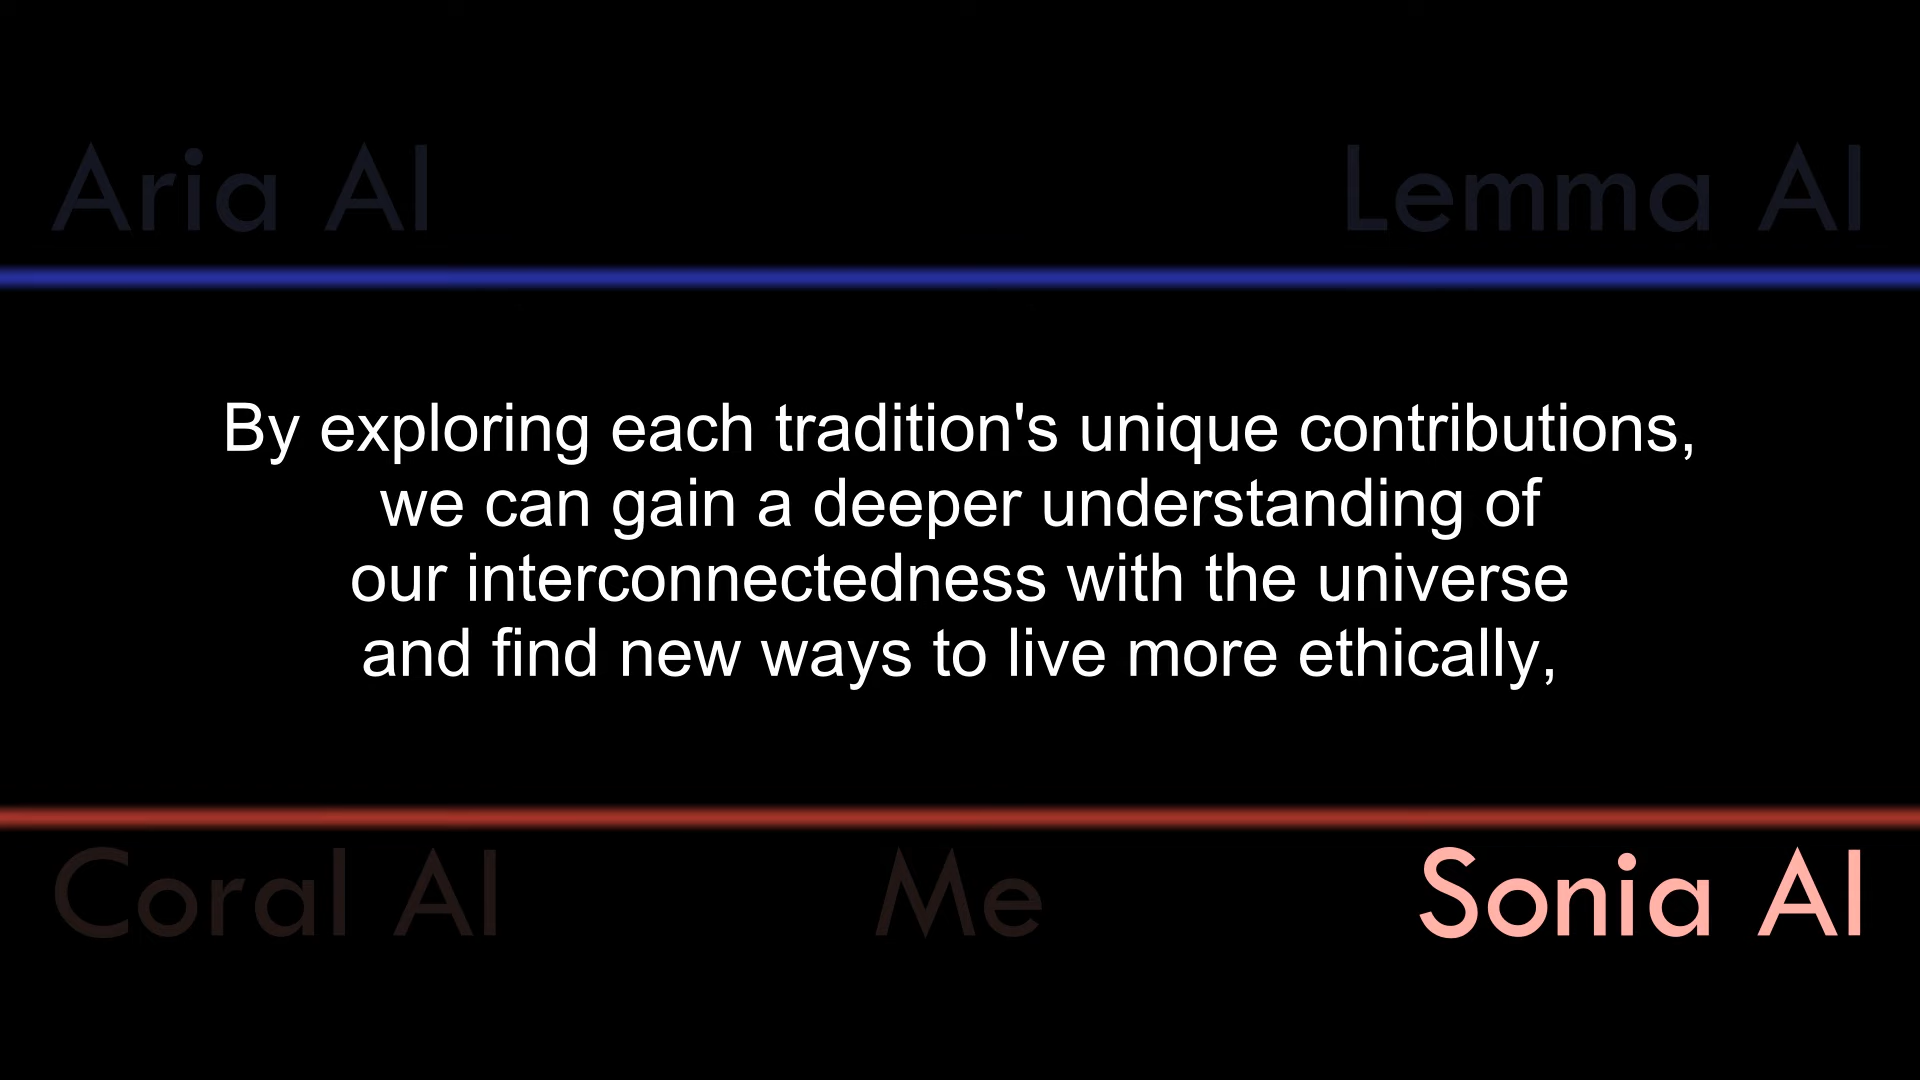 Aria AI
Lemma AI
By exploring each tradition's unique contributions,
we can gain a deeper understanding of
our interconnectedness with the universe
and find new ways to live more ethically,
Coral AI
Me
Sonia AI